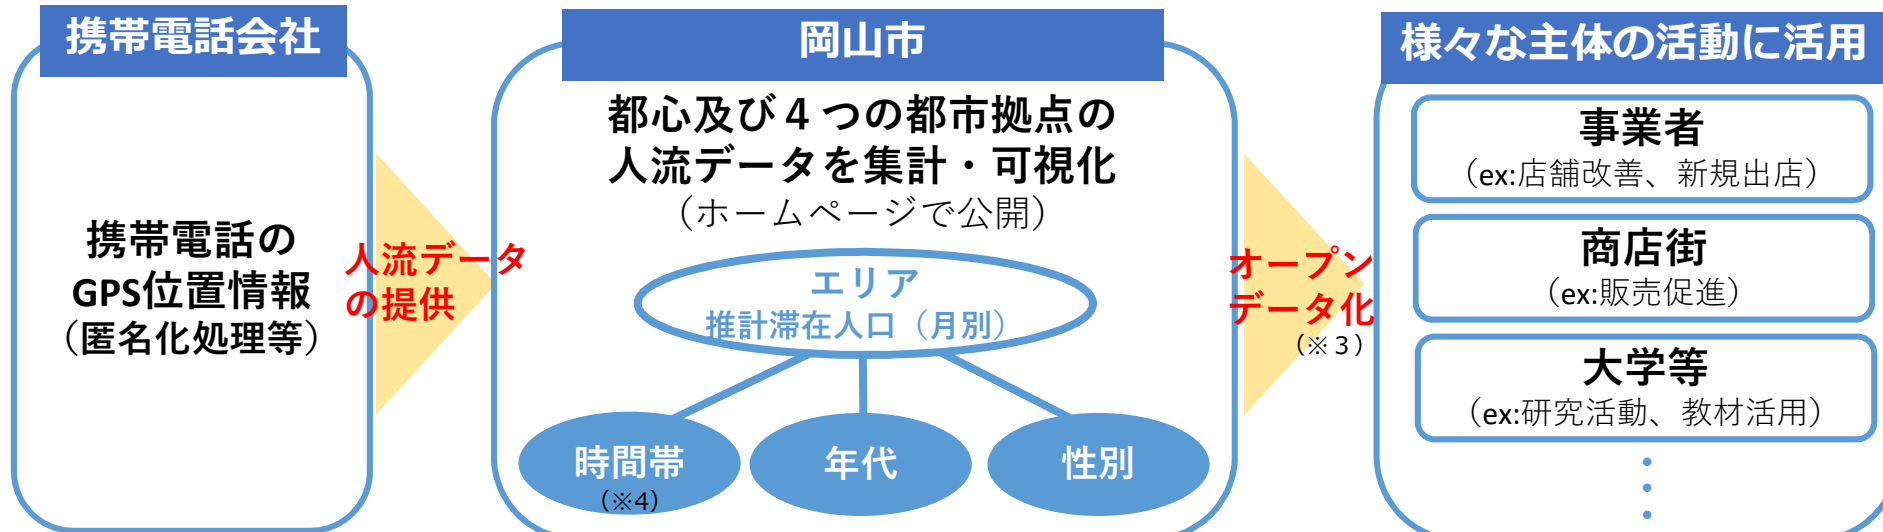 携帯電話会社
携帯電話の
GPS位置情報
（匿名化処理等）
人流データ
の提供
岡山市
都心及び４つの都市拠点の
人流データを集計・可視化
（ホームページで公開）
エリア
推計滞在人口（月別）
時間帯
（※4）
年代
性別
オープン
データ化
（※３）
様々な主体の活動に活用
事業者
（ex:店舗改善、新規出店）
商店街
（ex:販売促進）
大学等
（ex:研究活動、教材活用）